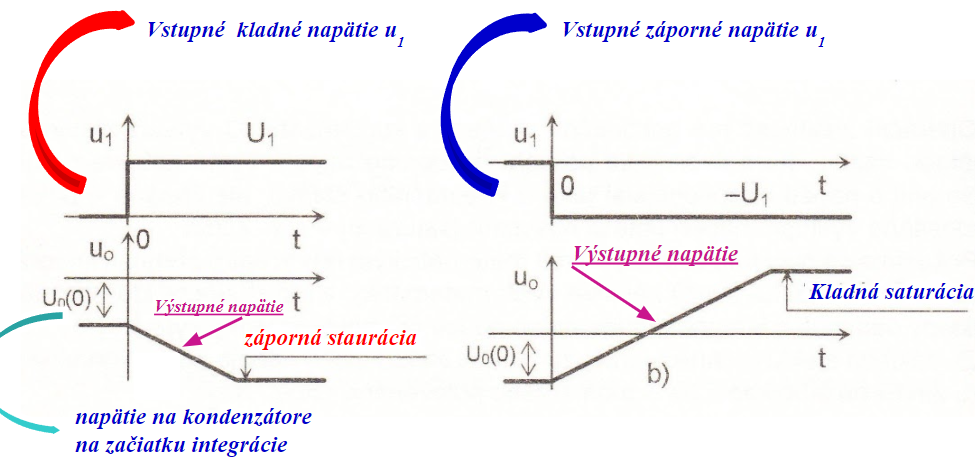 Vstupné kladné napätie u1
Vstupné záporné napätie u1
u1
U1
0
t
uo
Un(0)
t
Výstupné napätie
záporná staurácia
napätie na kondenzátore
na začiatku integrácie
u1
0
t
–U1
Výstupné napätie
uo
Kladná saturácia
U0(0)
t
b)